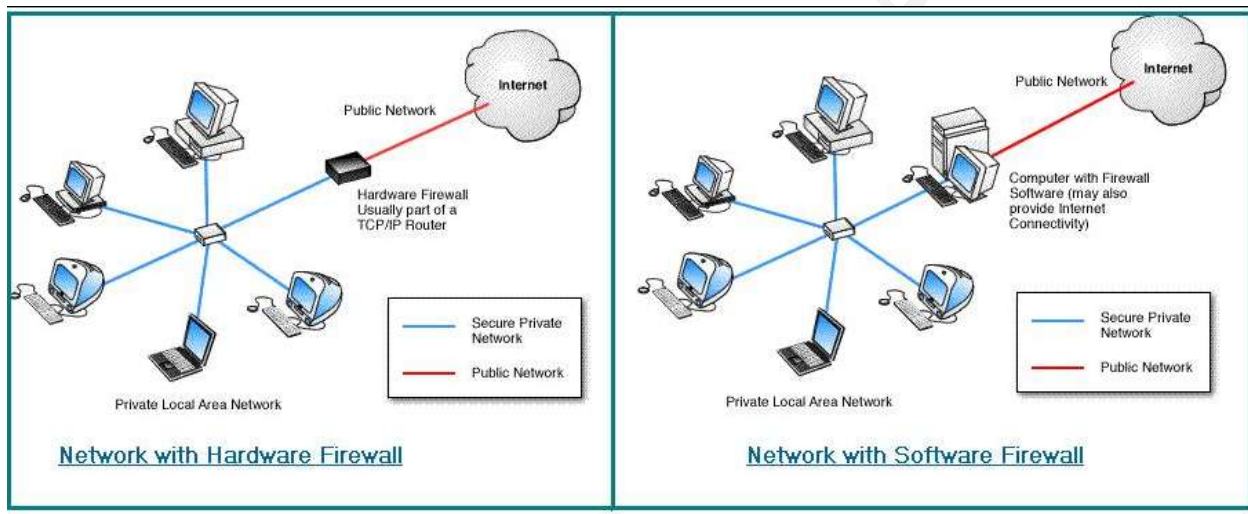 Internet
Public Network
Hardware Firewall
Usually part of a
TCP/IP Router
Secure Private
Network
Public Network
Private Local Area Network
Network with Hardware Firewall
Internet
Public Network
Computer with Firewall
Software (may also
provide Internet
Connectivity)
Secure Private
Network
Public Network
Private Local Area Network
Network with Software Firewall